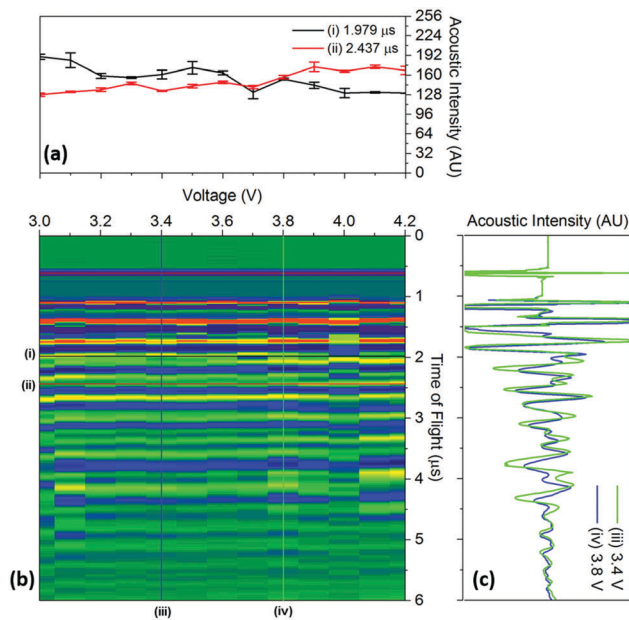 256
224
192
160
128
96
64
32
0
Acoustic Intensity (AU)
(i) 1.979 μs
(ii) 2.437 μs
(a)
Voltage (V)
3.0 3.2 3.4 3.6 3.8 4.0 4.2
0
1
2
3
4
5
6
Time of Flight (μs)
(i)
(ii)
(b)
(iii) (iv)
Acoustic Intensity (AU)
(iii) 3.4 V
(iv) 3.8 V
(c)